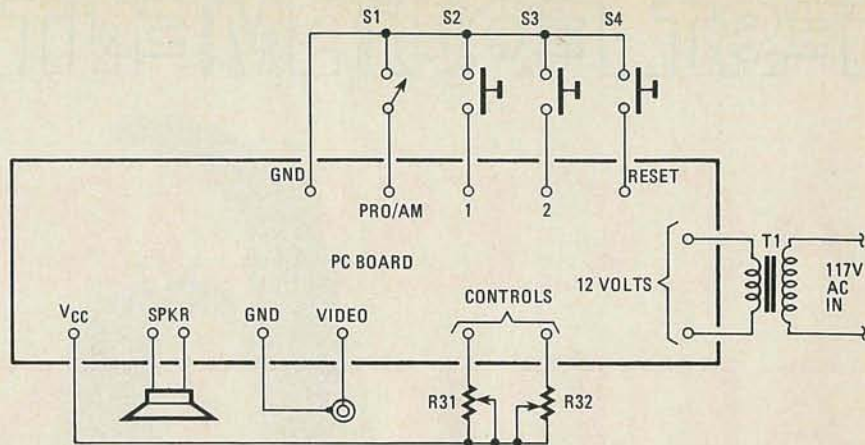 S1 S2 S3 S4
GND PRO/AM 1 2 RESET
PC BOARD
12 VOLTS
T1
117V
AC
IN
CONTROLS
VCC SPKR GND VIDEO
R31 R32